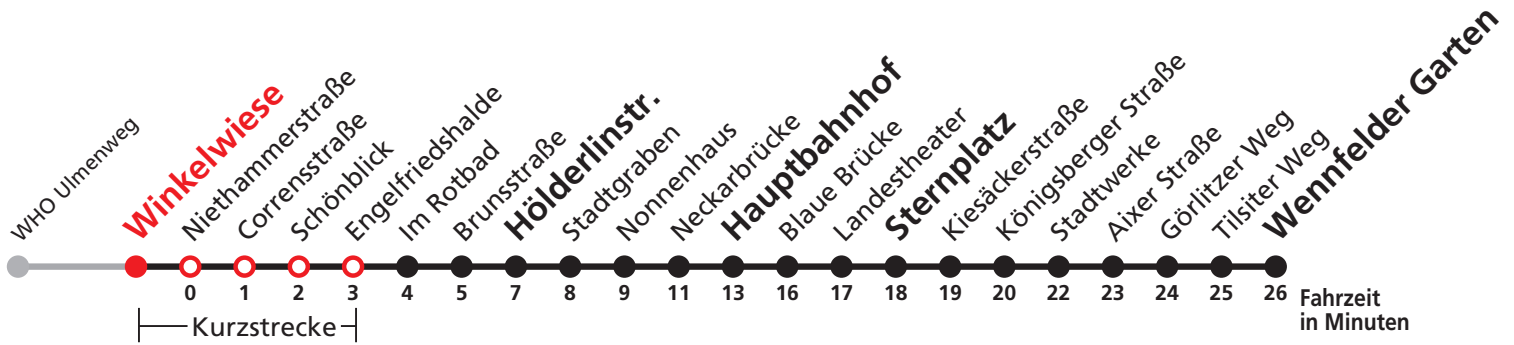 WHO Ulmenweg
Winkelwiese
Niethammerstraße
Corrensstraße
Schönblick
Engelfriedshalde
Im Rotbad
Brunsstraße
Hölderlinstr.
Stadtgraben
Nonnenhaus
Neckarbrücke
Hauptbahnhof
Blaue Brücke
Landestheater
Sternplatz
Kiesäckerstraße
Königsberger Straße
Stadtwerke
Aixer Straße
Görlitzer Weg
Tilsiter Weg
Wennfelder Garten
0 1 2 3 4 5 7 8 9 11 13 16 17 18 19 20 22 23 24 25 26
Fahrzeit
in Minuten
Kurzstrecke